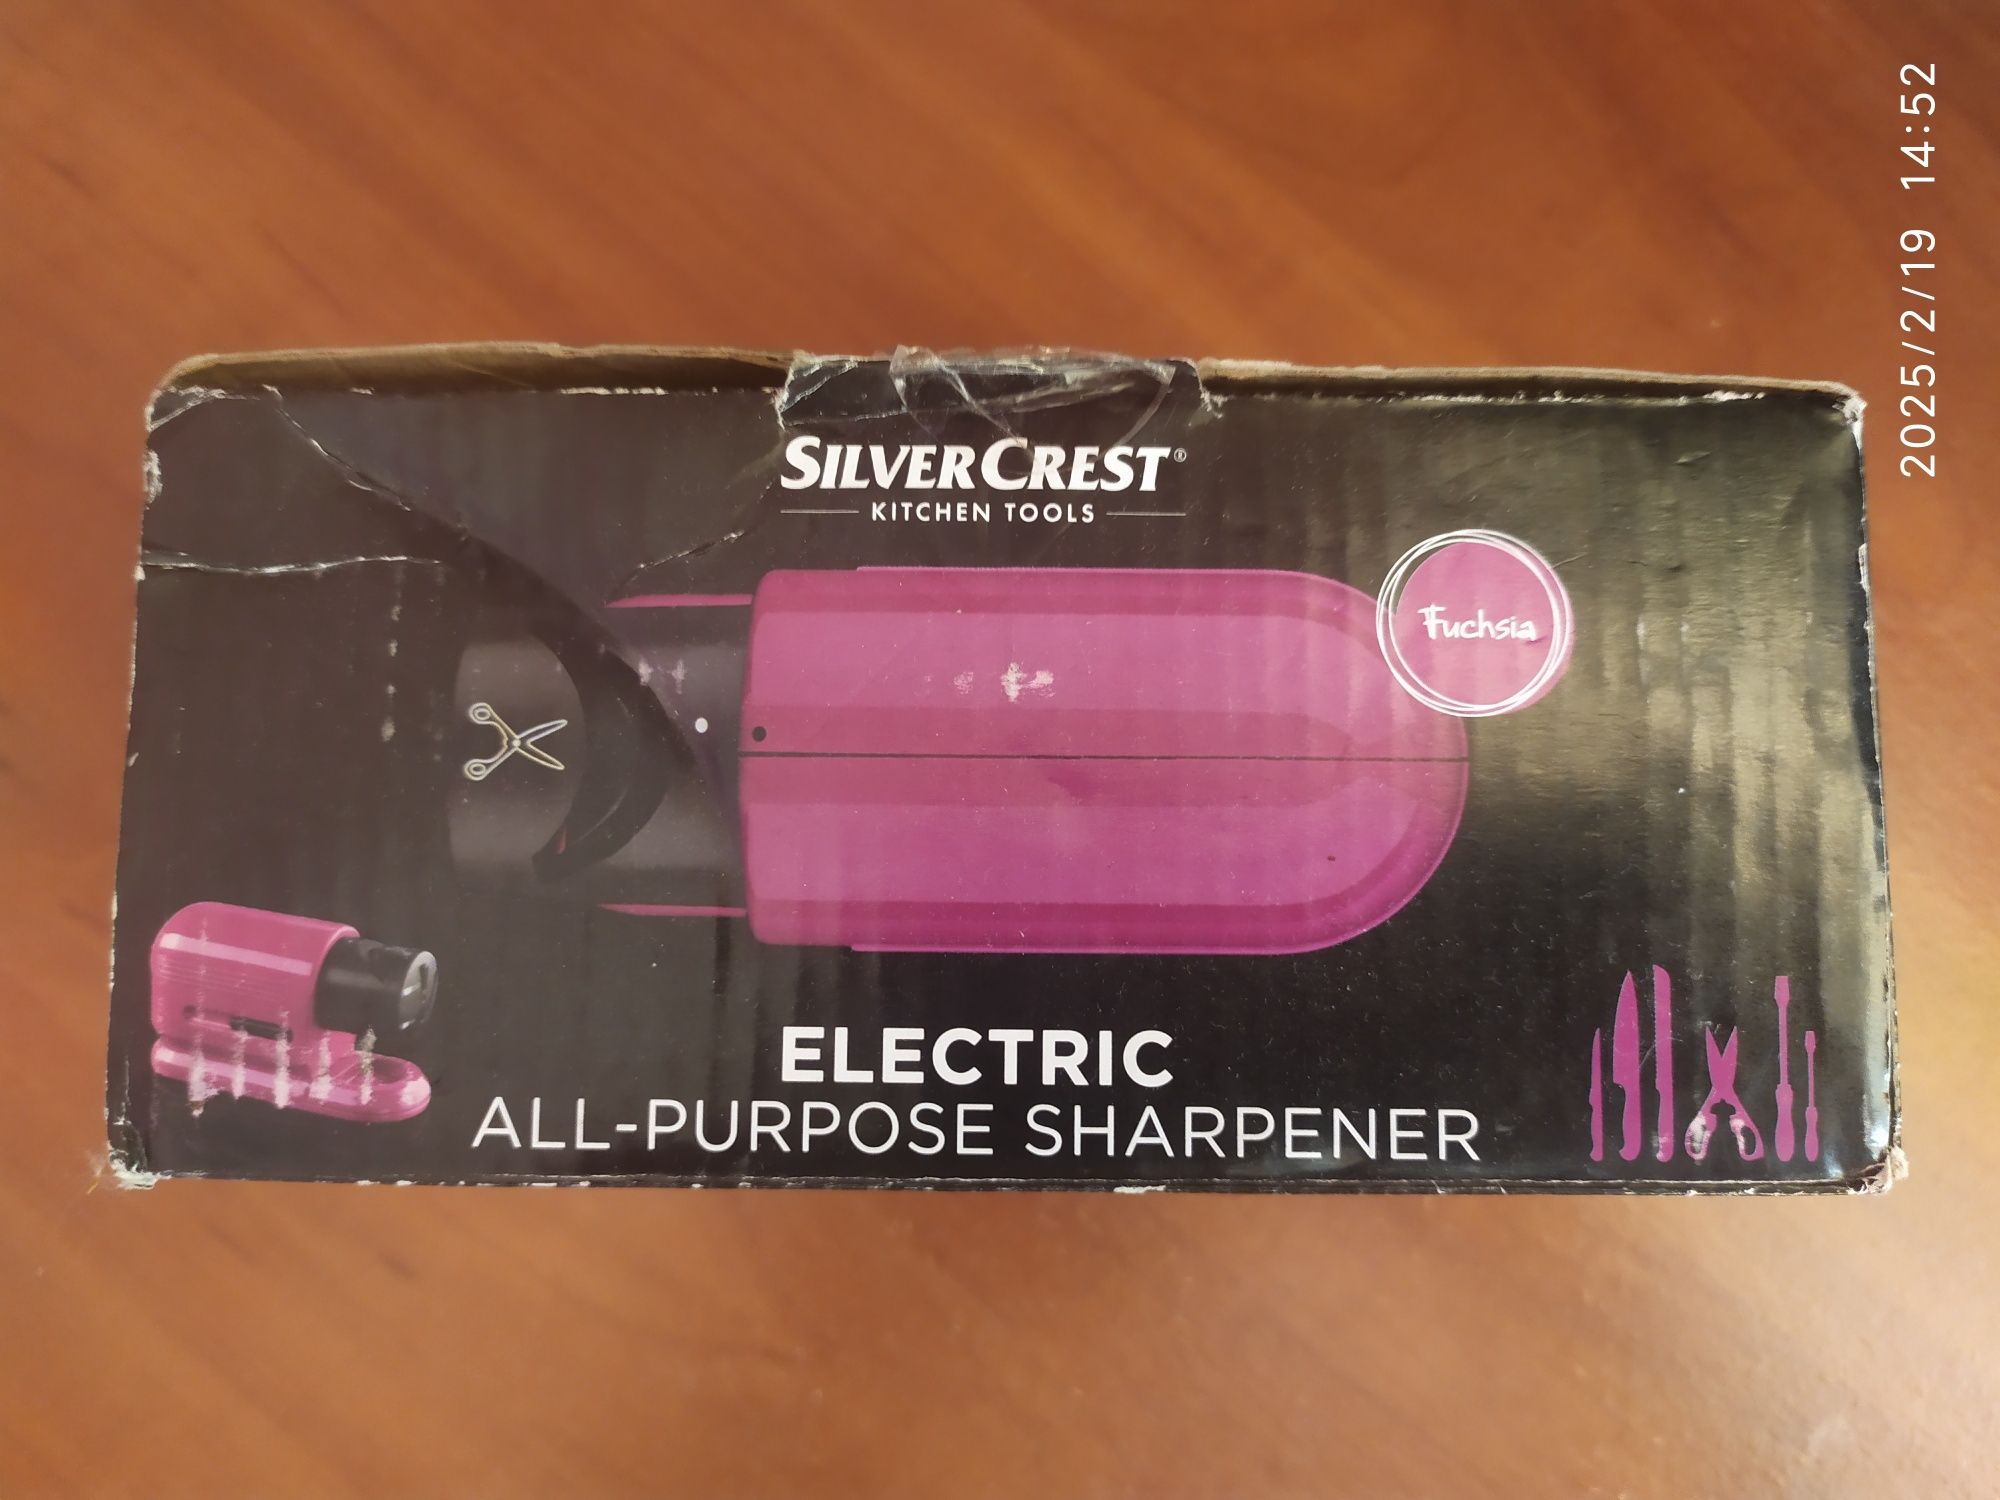 SILVERCREST®
KITCHEN TOOLS
Fuchsia
ELECTRIC
ALL-PURPOSE SHARPENER
2025/2/19 14:52